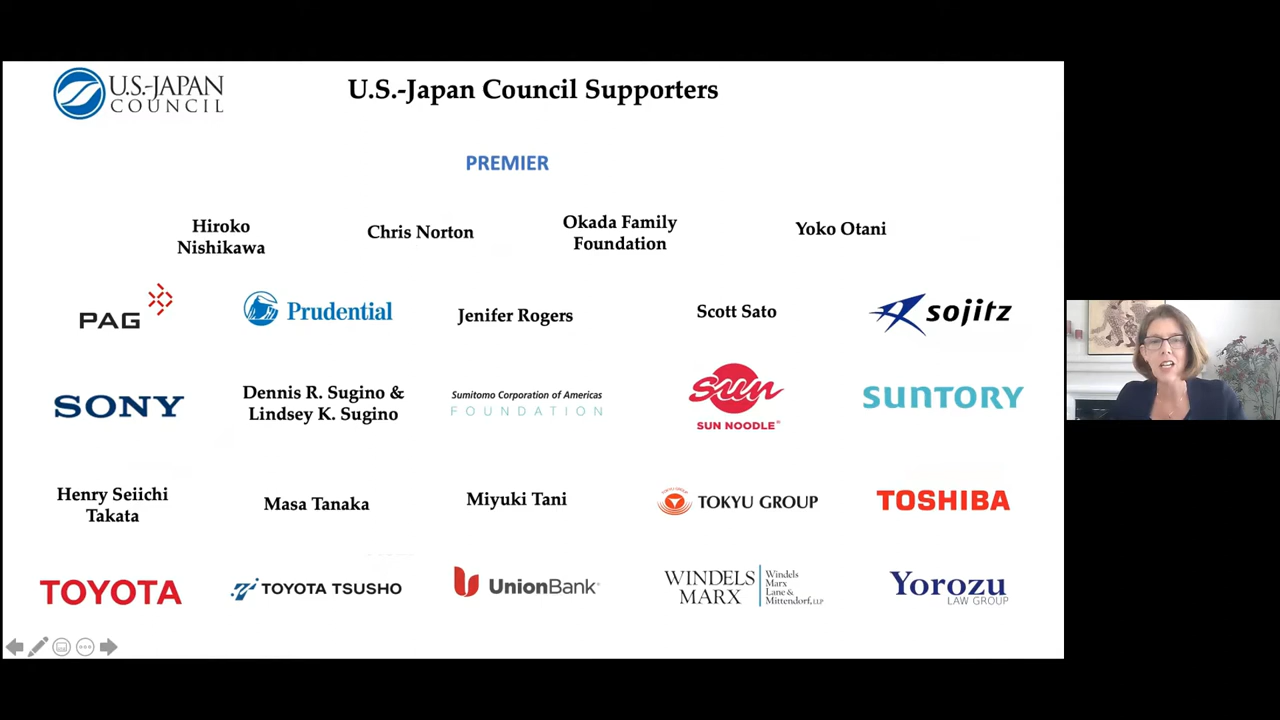 U.S.-JAPAN
COUNCIL
U.S.-Japan Council Supporters
PREMIER
Hiroko
Nishikawa
Chris Norton
Okada Family
Foundation
Yoko Otani
PAG
Prudential
Jenifer Rogers
Scott Sato
sojitz
SONY
Dennis R. Sugino &
Lindsey K. Sugino
Sumitomo Corporation of Americas
FOUNDATION
sun
SUN NOODLE®
SUNTORY
Henry Seiichi
Takata
Masa Tanaka
Miyuki Tani
TOKYU GROUP
TOKYU GROUP
TOSHIBA
TOYOTA
TOYOTA TSUSHO
UnionBank®
WINDELS
MARX
Windels
Marx
Lane &
Mittendorf, LLP
Yorozu
LAW GROUP